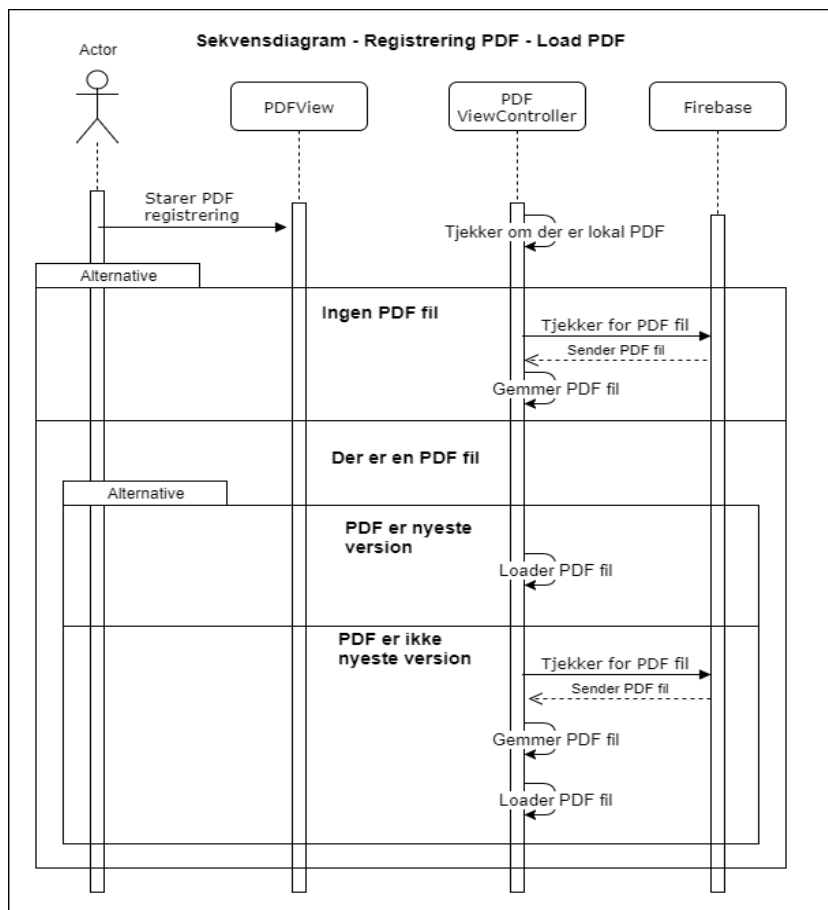 Sekvensdiagram - Registrering PDF - Load PDF
Actor
PDFView
PDF
ViewController
Firebase
Starer PDF
registrering
Tjekker om der er lokal PDF
Alternative
Ingen PDF fil
Tjekker for PDF fil
Sender PDF fil
Gemmer PDF fil
Der er en PDF fil
Alternative
PDF er nyeste
version
Loader PDF fil
PDF er ikke
nyeste version
Tjekker for PDF fil
Sender PDF fil
Gemmer PDF fil
Loader PDF fil